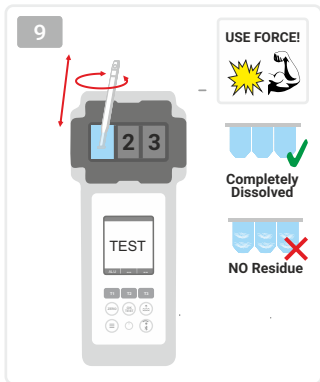 9
USE FORCE!
2 3
Completely
Dissolved
TEST
NO Residue